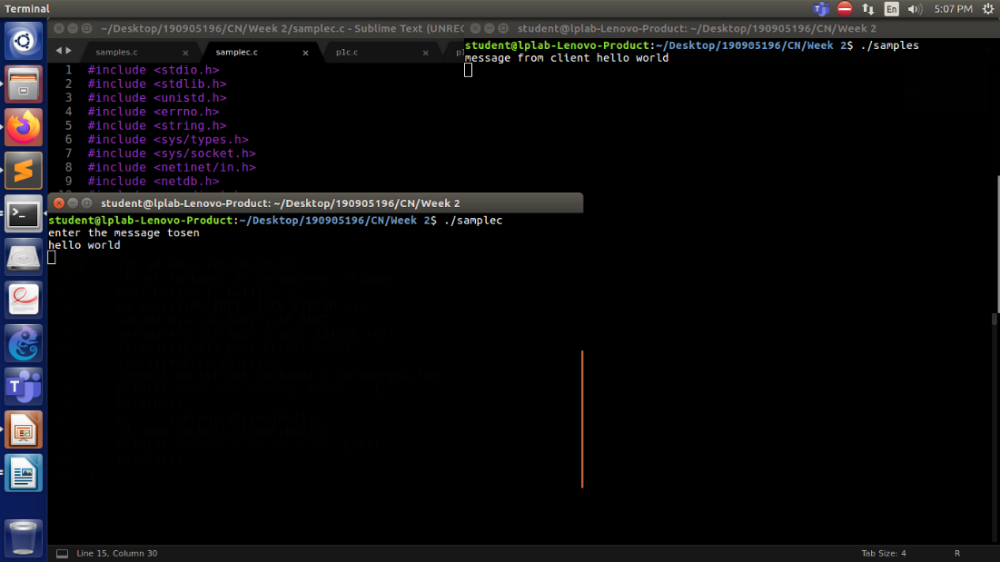 Terminal
En
5:07 PM
~/Desktop/190905196/CN/Week 2/samplec.c - Sublime Text (UNREC
student@lplab-Lenovo-Product: ~/Desktop/190905196/CN/Week 2
samples.c
samplec.c
p1c.c
student@lplab-Lenovo-Product:~/Desktop/190905196/CN/Week 2$ ./samples
message from client hello world
1 #include <stdio.h>
2 #include <stdlib.h>
3 #include <unistd.h>
4 #include <errno.h>
5 #include <string.h>
6 #include <sys/types.h>
7 #include <sys/socket.h>
8 #include <netinet/in.h>
9 #include <netdb.h>
student@lplab-Lenovo-Product: ~/Desktop/190905196/CN/Week 2
student@lplab-Lenovo-Product:~/Desktop/190905196/CN/Week 2$ ./samplec
enter the message tosen
hello world
Line 15, Column 30
Tab Size: 4
R